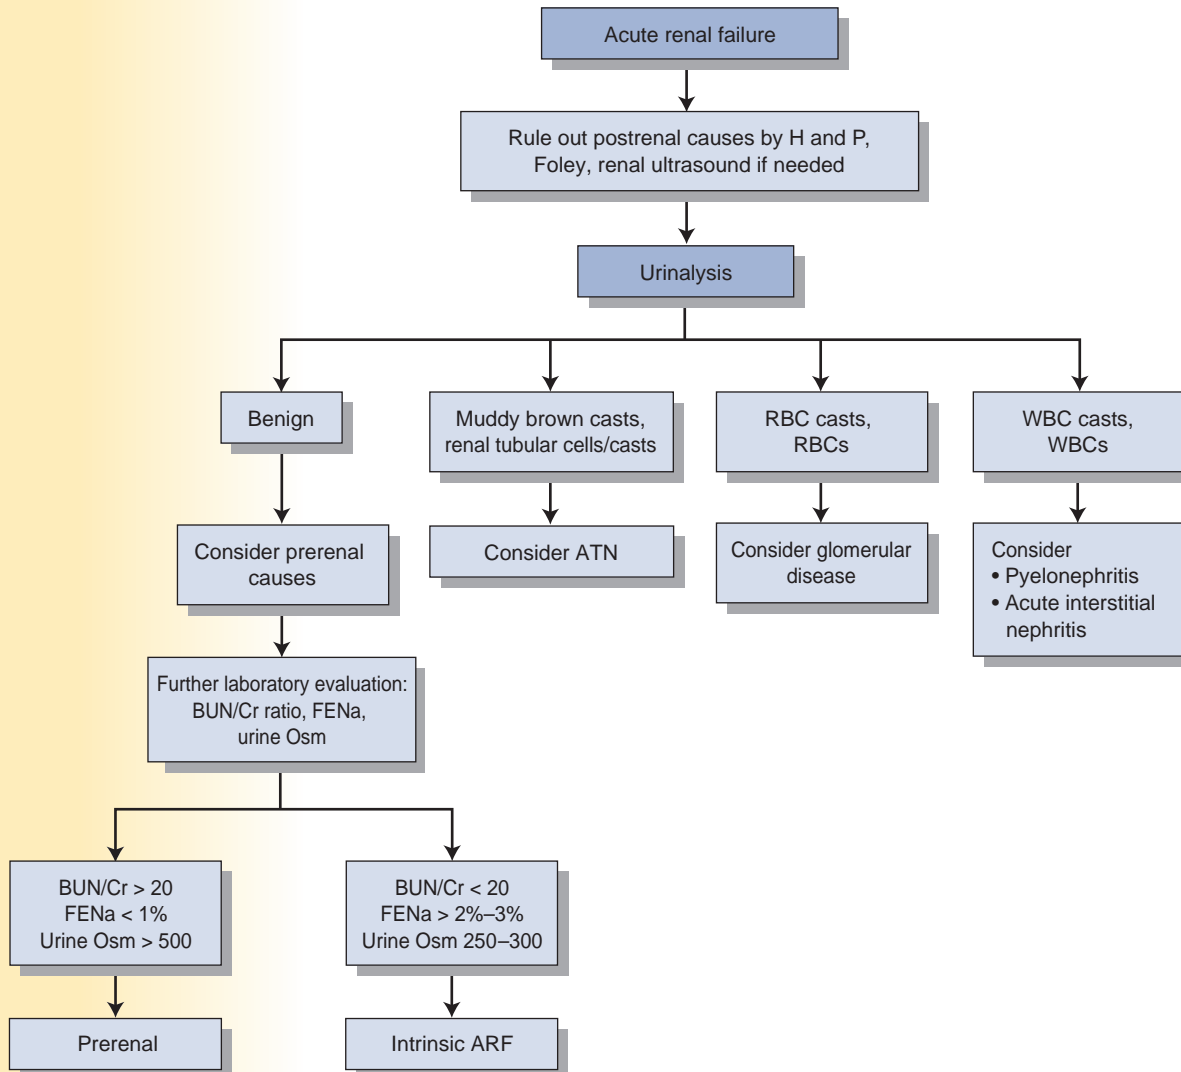 Acute renal failure
Rule out postrenal causes by H and P,
Foley, renal ultrasound if needed
Urinalysis
Benign
Muddy brown casts,
renal tubular cells/casts
RBC casts,
RBCs
WBC casts,
WBCs
Consider prerenal
causes
Consider ATN
Consider glomerular
disease
Consider
• Pyelonephritis
• Acute interstitial
nephritis
Further laboratory evaluation:
BUN/Cr ratio, FENa,
urine Osm
BUN/Cr > 20
FENa < 1%
Urine Osm > 500
BUN/Cr < 20
FENa > 2%–3%
Urine Osm 250–300
Prerenal
Intrinsic ARF